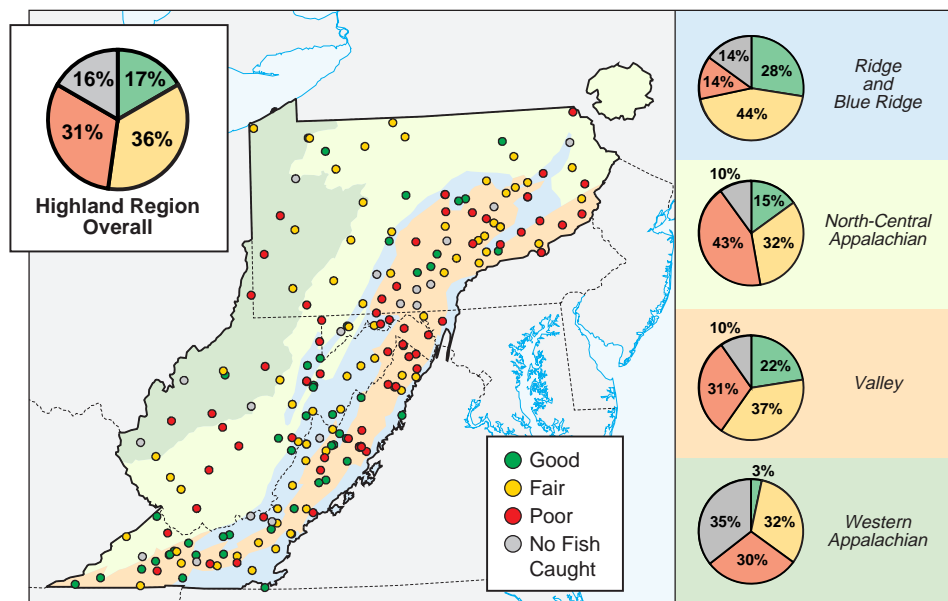 16%
17%
31%
36%
Highland Region
Overall
Good
Fair
Poor
No Fish
Caught
14%
28%
14%
44%
Ridge
and
Blue Ridge
10%
15%
43%
32%
North-Central
Appalachian
10%
22%
31%
37%
Valley
3%
35%
32%
30%
Western
Appalachian